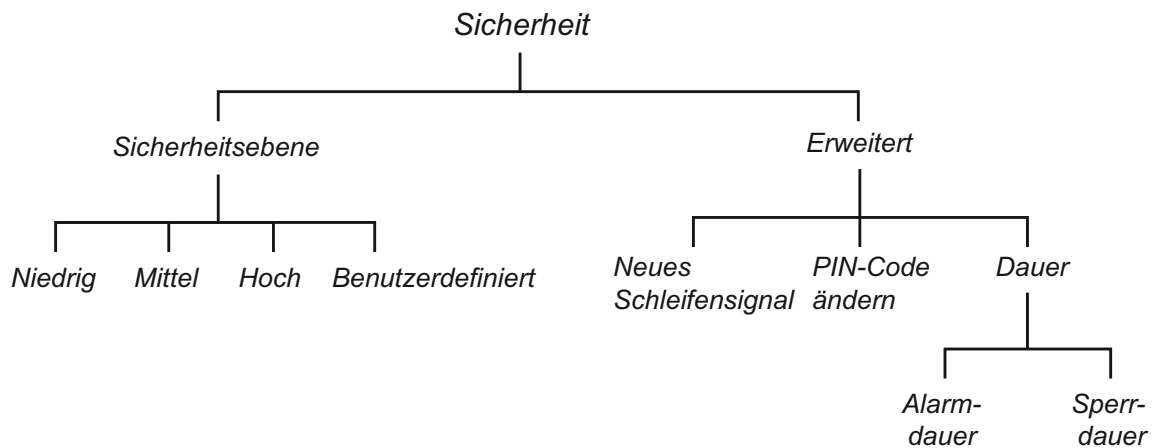 Sicherheit
Sicherheitsebene
Erweitert
Niedrig
Mittel
Hoch
Benutzerdefiniert
Neues
Schleifensignal
PIN-Code
ändern
Dauer
Alarm-
dauer
Sperr-
dauer